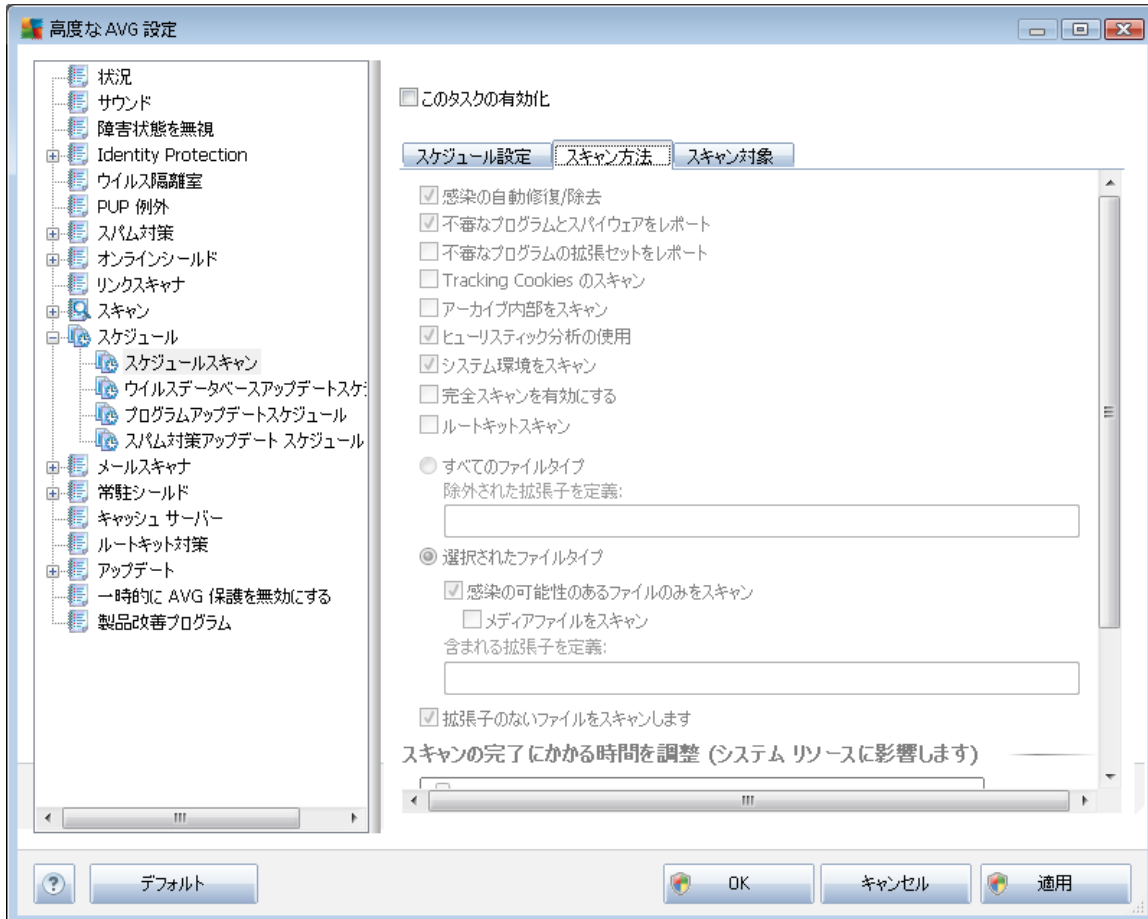 高度な AVG 設定
状況
サウンド
障害状態を無視
Identity Protection
ウイルス隔離室
PUP 例外
スパム対策
オンラインシールド
リンクスキャナ
スキャン
スケジュール
スケジュールスキャン
ウイルスデータベースアップデートスケ
プログラムアップデートスケジュール
スパム対策アップデート スケジュール
メールスキャナ
常駐シールド
キャッシュ サーバー
ルートキット対策
アップデート
一時的に AVG 保護を無効にする
製品改善プログラム
このタスクの有効化
スケジュール設定 スキャン方法 スキャン対象
感染の自動修復/除去
不審なプログラムとスパイウェアをレポート
不審なプログラムの拡張セットをレポート
Tracking Cookies のスキャン
アーカイブ内部をスキャン
ヒューリスティック分析の使用
システム環境をスキャン
完全スキャンを有効にする
ルートキットスキャン
すべてのファイルタイプ
除外された拡張子を定義:
選択されたファイルタイプ
感染の可能性のあるファイルのみをスキャン
メディアファイルをスキャン
含まれる拡張子を定義:
拡張子のないファイルをスキャンします
スキャンの完了にかかる時間を調整 (システム リソースに影響します)
? デフォルト OK キャンセル 適用